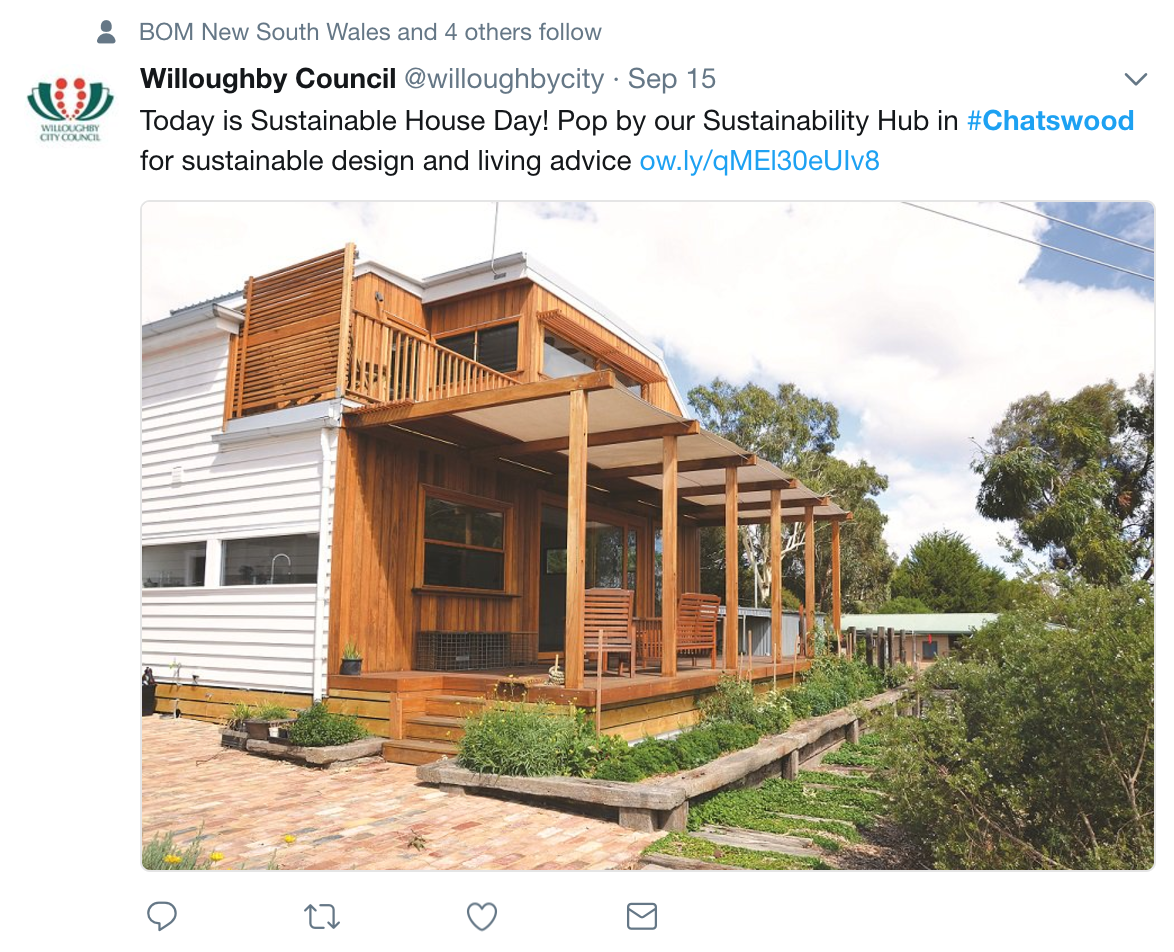 BOM New South Wales and 4 others follow
Willoughby Council @willoughbycity · Sep 15
WILLOUGHBY
CITY COUNCIL
Today is Sustainable House Day! Pop by our Sustainability Hub in #Chatswood
for sustainable design and living advice ow.ly/qMEl30eUIv8